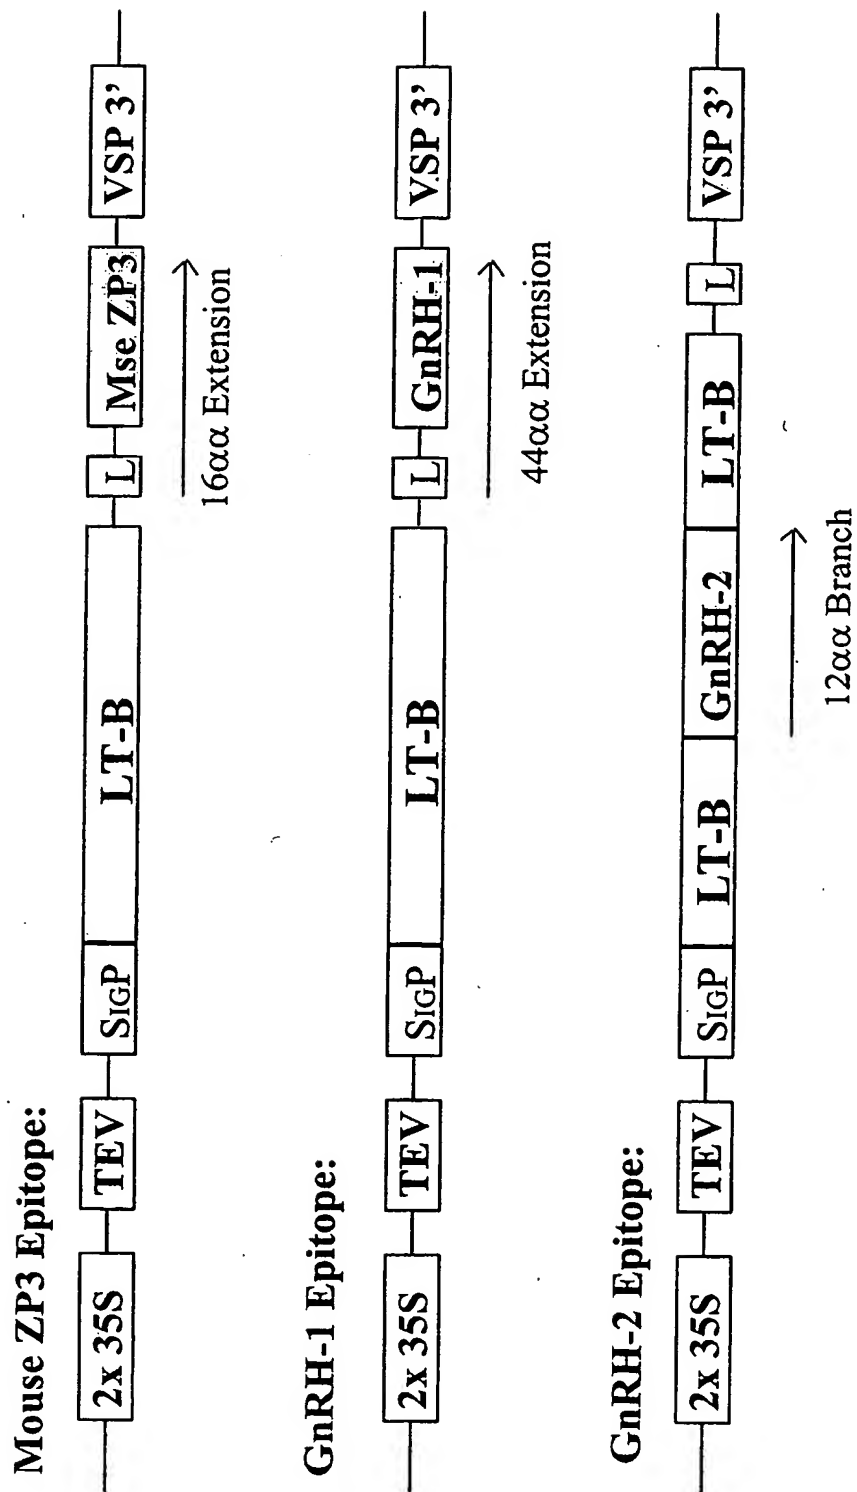 Mouse ZP3 Epitope:
2x 35S TEV SIGP LT-B L Mse ZP3 VSP 3’
16αα Extension
GnRH-1 Epitope:
2x 35S TEV SIGP LT-B L GnRH-1 VSP 3’
44αα Extension
GnRH-2 Epitope:
2x 35S TEV SIGP LT-B GnRH-2 LT-B L VSP 3’
12αα Branch